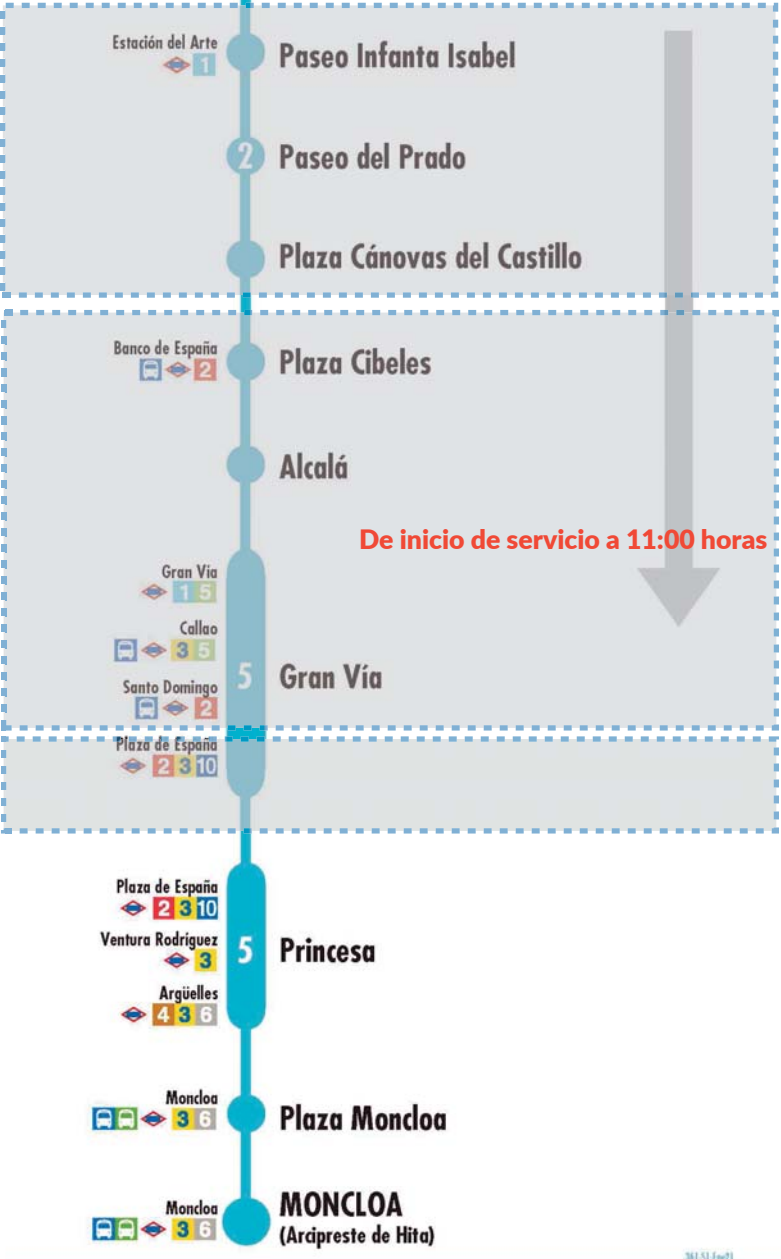 Estación del Arte
1
Paseo Infanta Isabel
2
Paseo del Prado
Plaza Cánovas del Castillo
Banco de España
2
Plaza Cibeles
Alcalá
De inicio de servicio a 11:00 horas
Gran Vía
1 5
Callao
3 5
Santo Domingo
2
5
Gran Vía
Plaza de España
2 3 10
Plaza de España
2 3 10
Ventura Rodríguez
3
5
Princesa
Argüelles
4 3 6
Moncloa
3 6
Plaza Moncloa
Moncloa
3 6
MONCLOA
(Arcipreste de Hita)